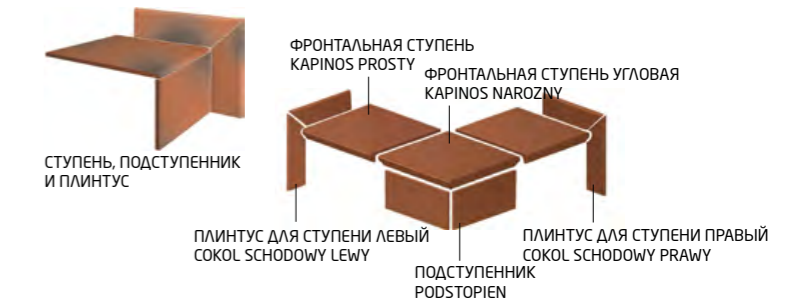 ФРОНТАЛЬНАЯ СТУПЕНЬ
KAPINOS PROSTY
ФРОНТАЛЬНАЯ СТУПЕНЬ УГЛОВАЯ
KAPINOS NAROZNY
СТУПЕНЬ, ПОДСТУПЕННИК
И ПЛИНТУС
ПЛИНТУС ДЛЯ СТУПЕНИ ЛЕВЫЙ
COKOL SCHODOWY LEWY
ПЛИНТУС ДЛЯ СТУПЕНИ ПРАВЫЙ
COKOL SCHODOWY PRAWY
ПОДСТУПЕННИК
PODSTOPIEN